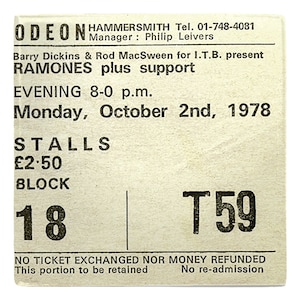 ODEON HAMMERSMITH Tel. 01-748-4081
Manager : Philip Leivers
Barry Dickins & Rod MacSween for I.T.B. present
RAMONES plus support
EVENING 8-0 p.m.
Monday, October 2nd, 1978
STALLS
£2·50
BLOCK
18 T59
NO TICKET EXCHANGED NOR MONEY REFUNDED
This portion to be retained No re-admission